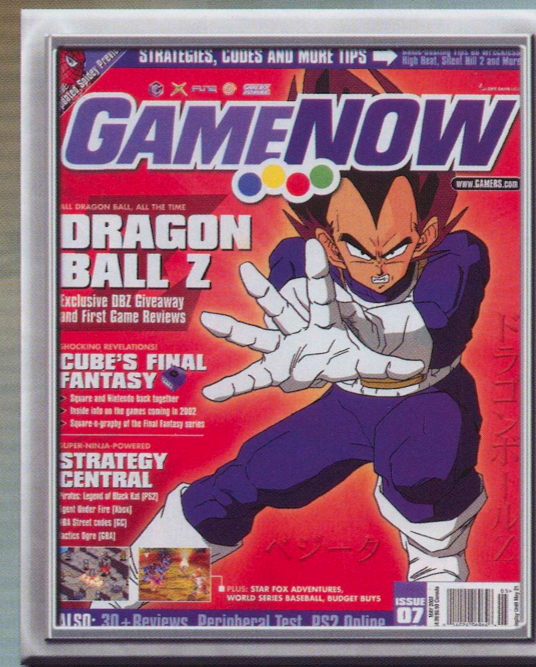 STRATEGIES, CODES AND MORE TIPS
High Heat, Silent Hill 2 and More
GAMENOW
www.GAMERS.com
ALL DRAGON BALL, ALL THE TIME
DRAGON
BALL Z
Exclusive DBZ Giveaway
and First Game Reviews
SHOCKING REVELATIONS!
CUBE'S FINAL
FANTASY
> Square and Nintendo back together
> Inside info on the games coming in 2002
> Square-o-graphy of the Final Fantasy series
SUPER-NINJA-POWERED
STRATEGY
CENTRAL
Pirates: Legend of Black Kat [PS2]
Agent Under Fire [Xbox]
NBA Street codes [GC]
Tactics Ogre [GBA]
ドラゴンボールZ
ベジータ
PLUS: STAR FOX ADVENTURES,
WORLD SERIES BASEBALL, BUDGET BUYS
ISSUE
07
ALSO: 30+Reviews, Peripheral Test, PS2 Online